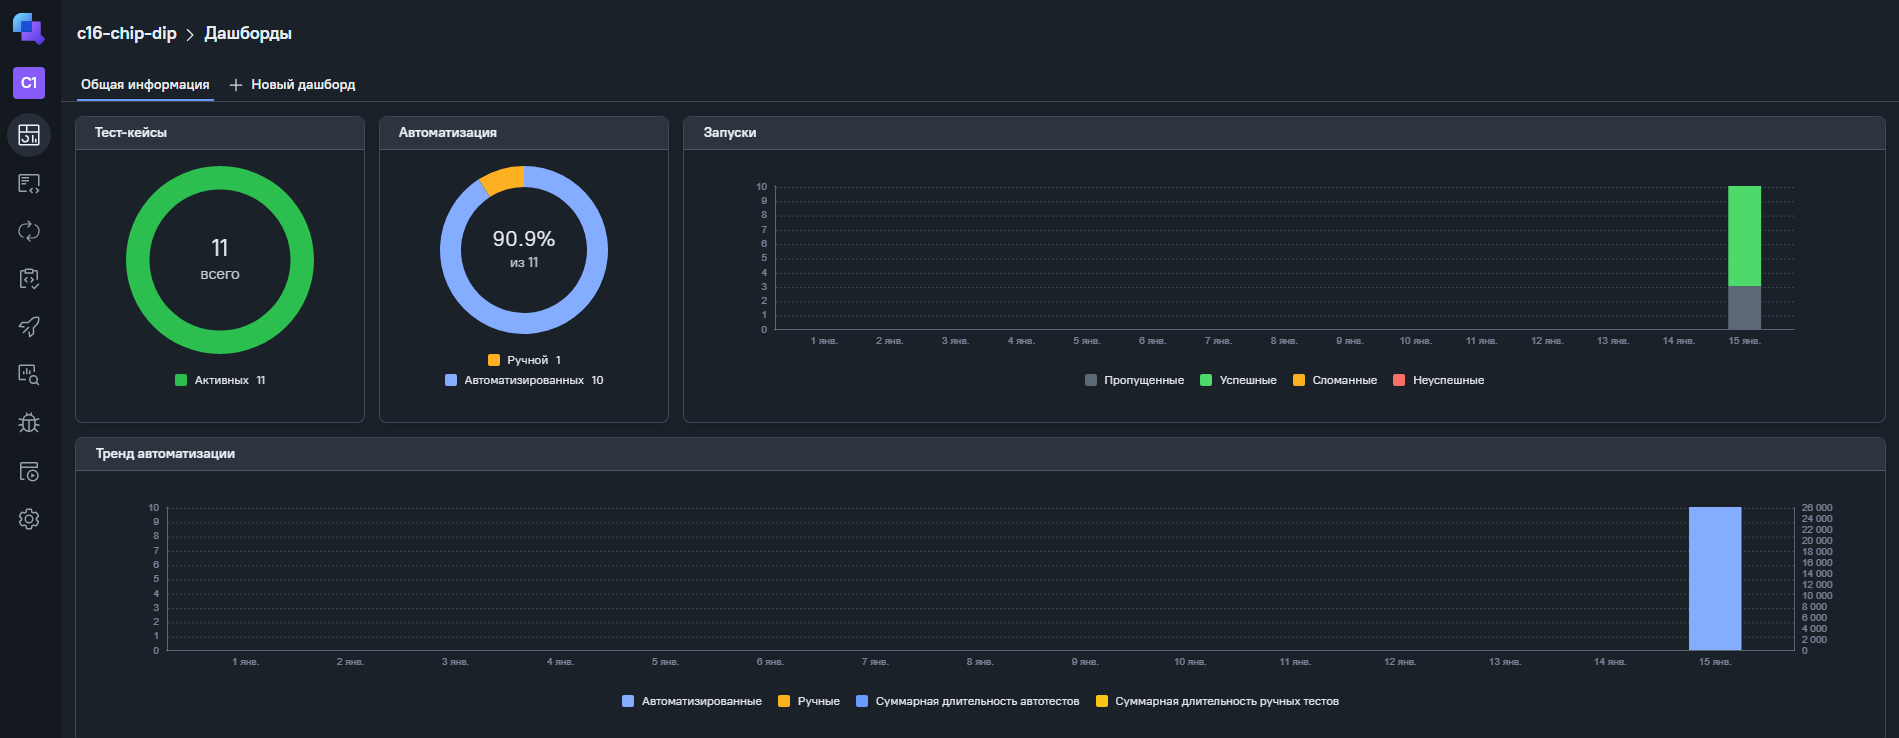 c16-chip-dip > Дашборды
C1
Общая информация + Новый дашборд
Тест-кейсы
11
всего
Активных 11
Автоматизация
90.9%
из 11
Ручной 1
Автоматизированных 10
Запуски
10
9
8
7
6
5
4
3
2
1
0
1 янв. 2 янв. 3 янв. 4 янв. 5 янв. 6 янв. 7 янв. 8 янв. 9 янв. 10 янв. 11 янв. 12 янв. 13 янв. 14 янв. 15 янв.
Пропущенные Успешные Сломанные Неуспешные
Тренд автоматизации
10
9
8
7
6
5
4
3
2
1
0
26 000
24 000
22 000
20 000
18 000
16 000
14 000
12 000
10 000
8 000
6 000
4 000
2 000
0
1 янв. 2 янв. 3 янв. 4 янв. 5 янв. 6 янв. 7 янв. 8 янв. 9 янв. 10 янв. 11 янв. 12 янв. 13 янв. 14 янв. 15 янв.
Автоматизированные Ручные Суммарная длительность автотестов Суммарная длительность ручных тестов